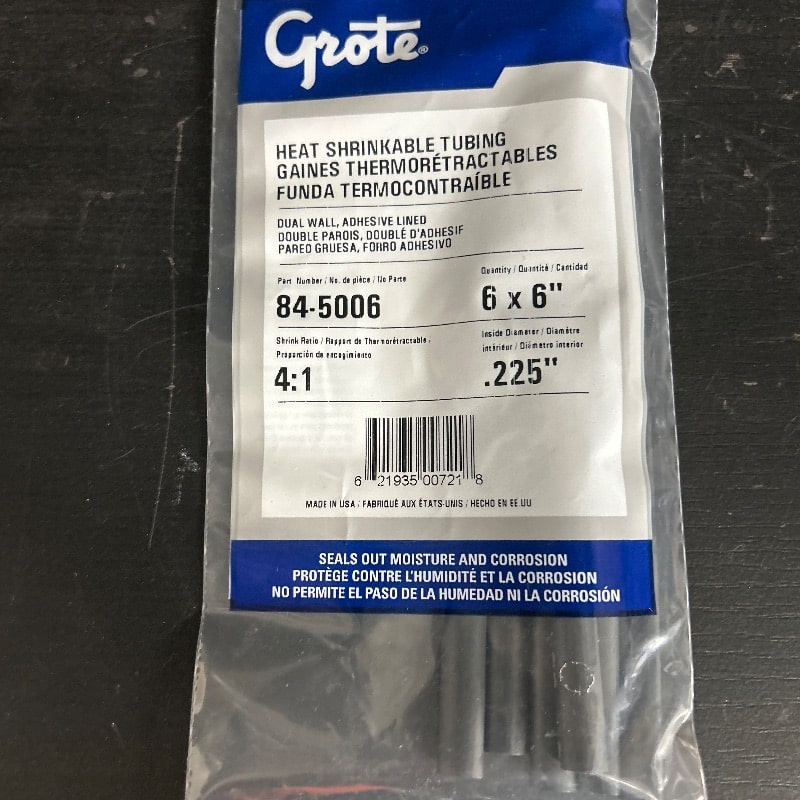 Grote®
HEAT SHRINKABLE TUBING
GAINES THERMORÉTRACTABLES
FUNDA TERMOCONTRAÍBLE
DUAL WALL, ADHESIVE LINED
DOUBLE PAROIS, DOUBLÉ D'ADHESIF
PARED GRUESA, FORRO ADHESIVO
Part Number / No. de pièce / No Parte
84-5006
Quantity / Quantité / Cantidad
6 x 6"
Shrink Ratio / Rapport de Thermorétractable /
Proporción de encogimiento
4:1
Inside Diameter / Diamètre
intérieur / Diámetro interior
.225"
6 21935 00721 8
MADE IN USA / FABRIQUÉ AUX ÉTATS-UNIS / HECHO EN EE UU
SEALS OUT MOISTURE AND CORROSION
PROTÈGE CONTRE L'HUMIDITÉ ET LA CORROSION
NO PERMITE EL PASO DE LA HUMEDAD NI LA CORROSIÓN